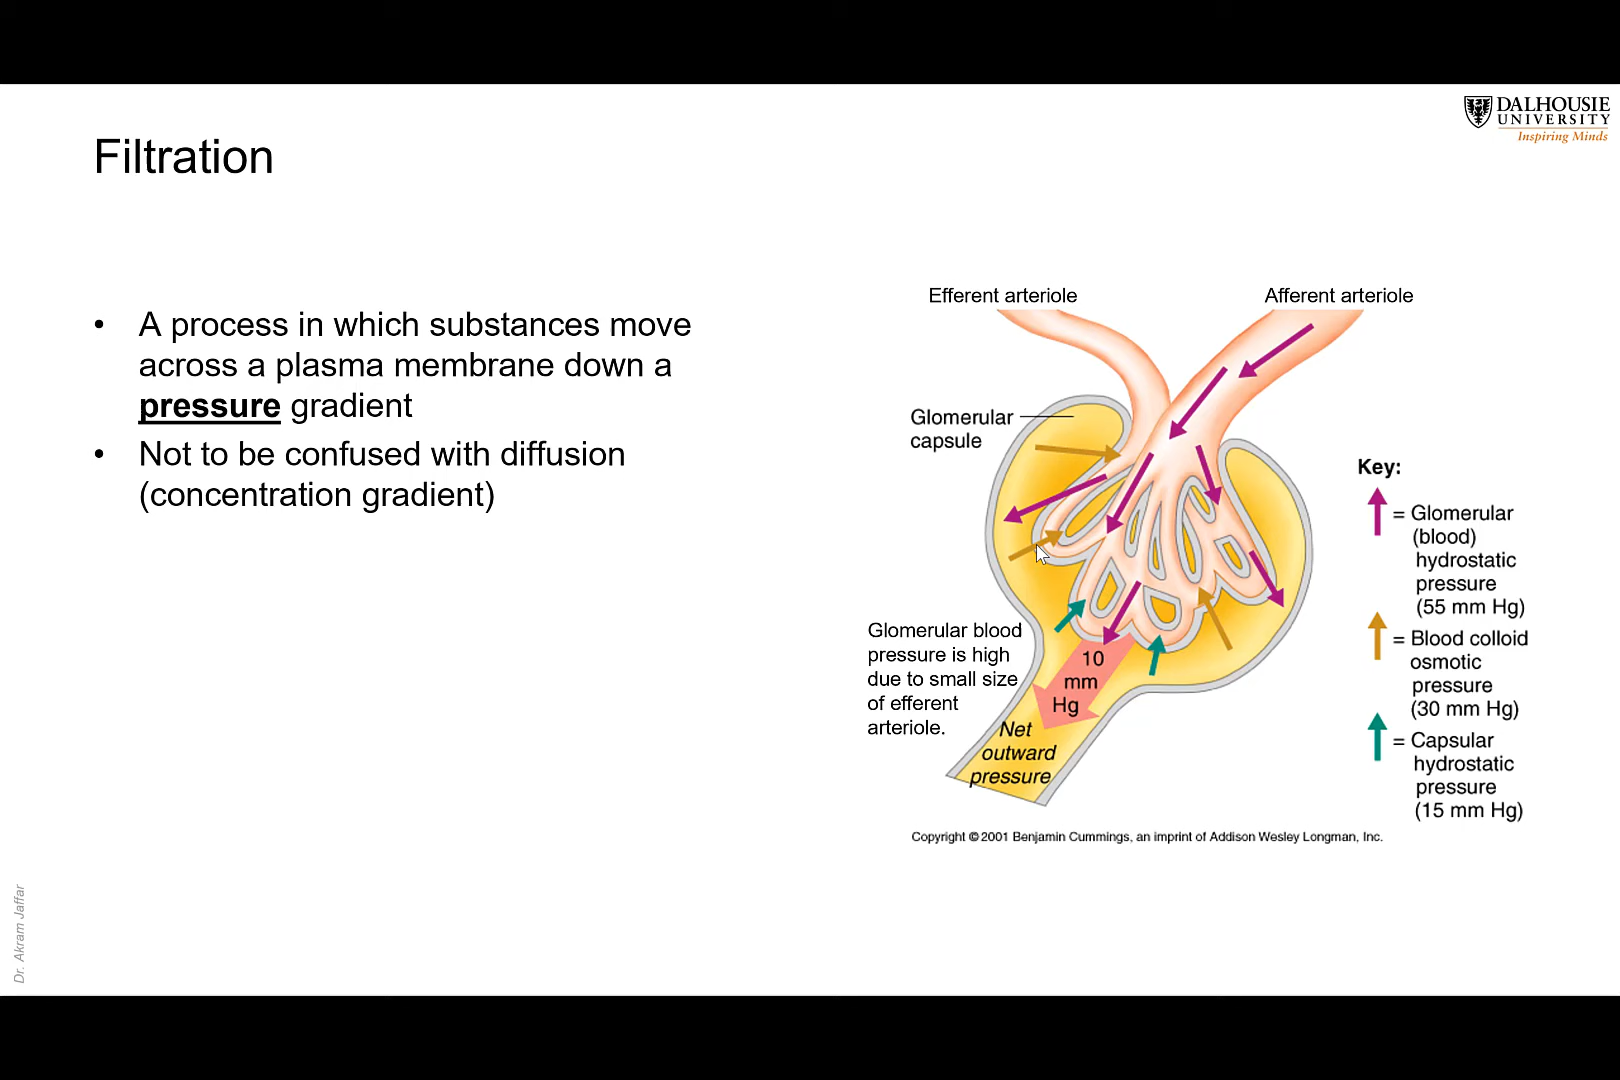 DALHOUSIE
UNIVERSITY
Inspiring Minds
Filtration
• A process in which substances move
across a plasma membrane down a
pressure gradient
• Not to be confused with diffusion
(concentration gradient)
Efferent arteriole
Afferent arteriole
Glomerular
capsule
Glomerular blood
pressure is high
due to small size
of efferent
arteriole.
10
mm
Hg
Net
outward
pressure
Key:
= Glomerular
(blood)
hydrostatic
pressure
(55 mm Hg)
= Blood colloid
osmotic
pressure
(30 mm Hg)
= Capsular
hydrostatic
pressure
(15 mm Hg)
Copyright © 2001 Benjamin Cummings, an imprint of Addison Wesley Longman, Inc.
Dr. Akram Jaffar